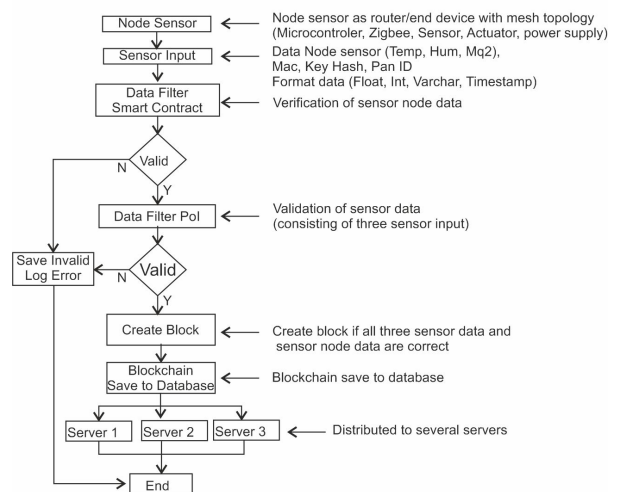 Node Sensor
Node sensor as router/end device with mesh topology
(Microcontroler, Zigbee, Sensor, Actuator, power supply)
Sensor Input
Data Node sensor (Temp, Hum, Mq2),
Mac, Key Hash, Pan ID
Format data (Float, Int, Varchar, Timestamp)
Data Filter
Smart Contract
Verification of sensor node data
Valid
N
Y
Data Filter PoI
Validation of sensor data
(consisting of three sensor input)
Save Invalid
Log Error
Valid
N
Y
Create Block
Create block if all three sensor data and
sensor node data are correct
Blockchain
Save to Database
Blockchain save to database
Server 1
Server 2
Server 3
Distributed to several servers
End